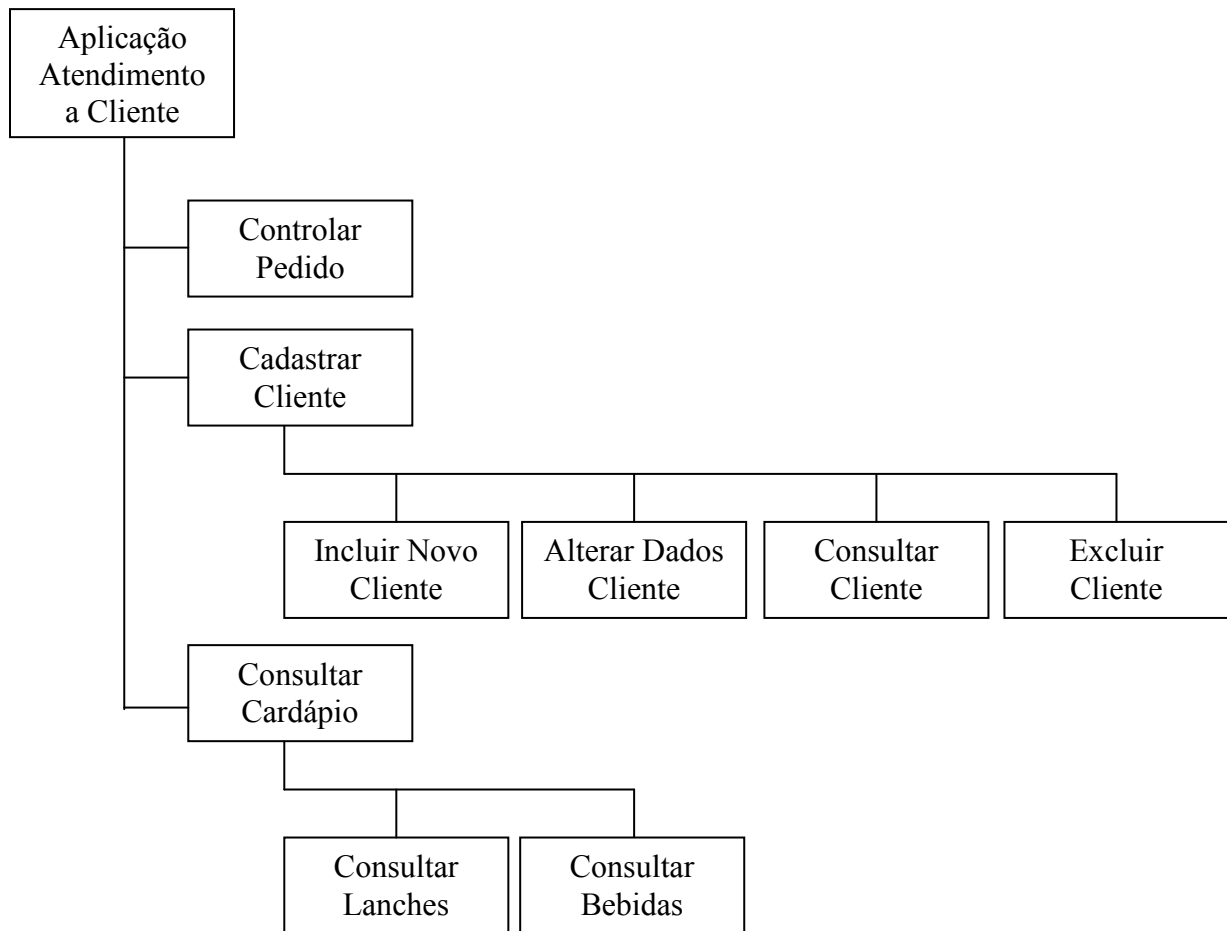 Aplicação
Atendimento
a Cliente
Controlar
Pedido
Cadastrar
Cliente
Incluir Novo
Cliente
Alterar Dados
Cliente
Consultar
Cliente
Excluir
Cliente
Consultar
Cardápio
Consultar
Lanches
Consultar
Bebidas